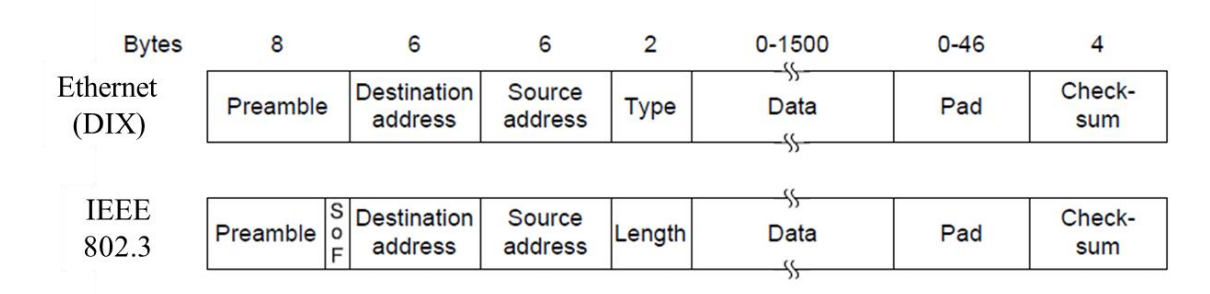 Bytes 8 6 6 2 0-1500 0-46 4
Ethernet (DIX) Preamble Destination address Source address Type Data Pad Check-sum
IEEE 802.3 Preamble SoF Destination address Source address Length Data Pad Check-sum